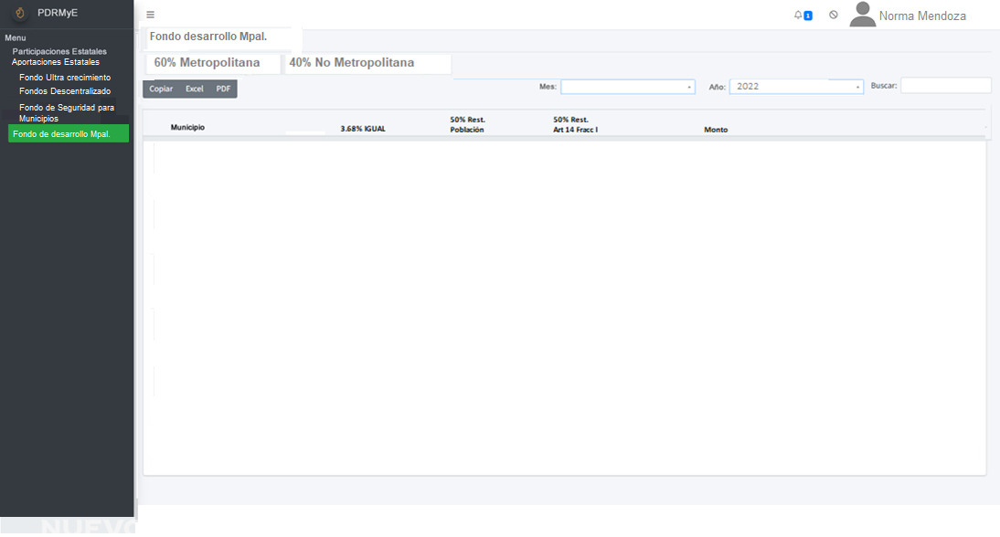 PDRMyE
1
Norma Mendoza
Menu
Participaciones Estatales
Aportaciones Estatales
Fondo Ultra crecimiento
Fondos Descentralizado
Fondo de Seguridad para
Municipios
Fondo de desarrollo Mpal.
Fondo desarrollo Mpal.
60% Metropolitana
40% No Metropolitana
Copiar Excel PDF
Mes:
Año: 2022
Buscar:
Municipio
3.68% IGUAL
50% Rest.
Población
50% Rest.
Art 14 Fracc I
Monto
NUEVO